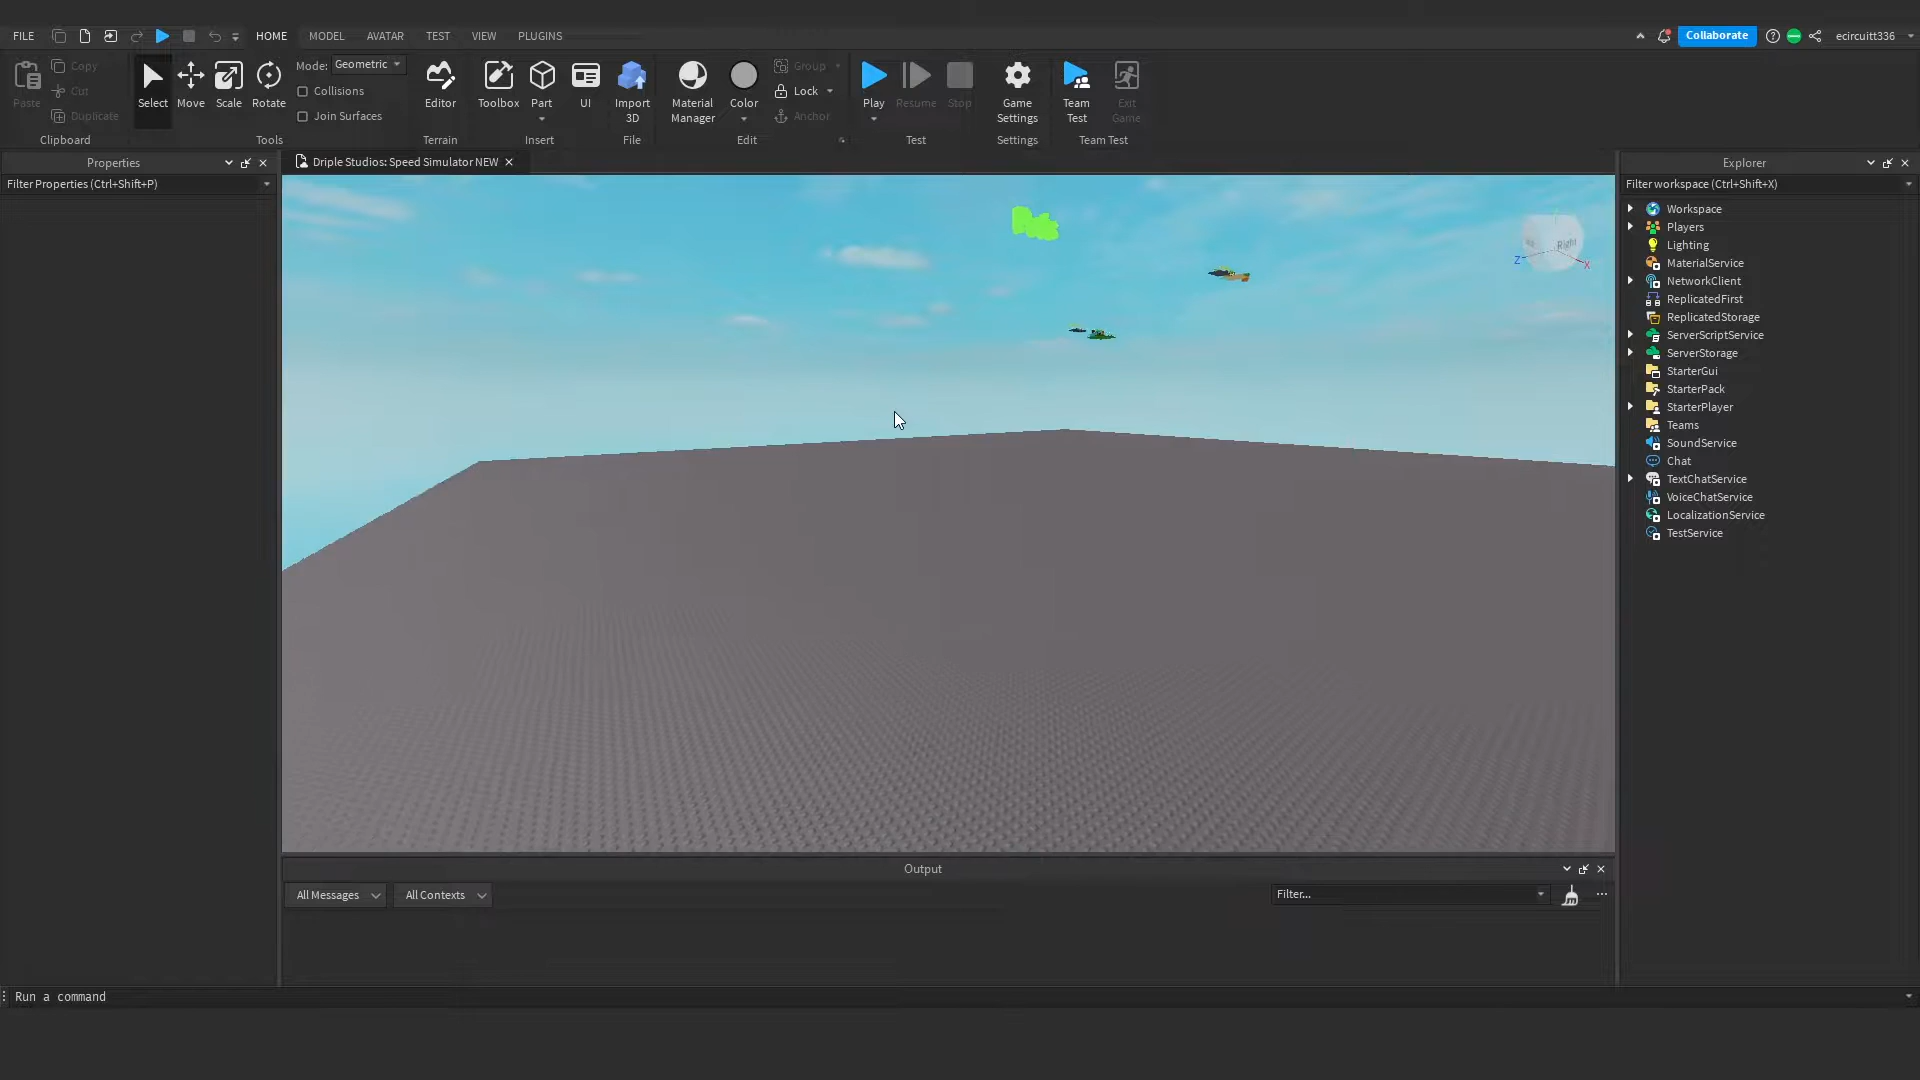 FILE
HOME
MODEL
AVATAR
TEST
VIEW
PLUGINS
Collaborate
ecircuitt336
Paste
Copy
Cut
Duplicate
Clipboard
Select
Move
Scale
Rotate
Mode: Geometric
Collisions
Join Surfaces
Tools
Editor
Terrain
Toolbox
Part
UI
Insert
Import
3D
File
Material
Manager
Color
Group
Lock
Anchor
Edit
Play
Resume
Stop
Test
Game
Settings
Settings
Team
Test
Exit
Game
Team Test
Properties
Filter Properties (Ctrl+Shift+P)
Driple Studios: Speed Simulator NEW
Right
Z
X
Explorer
Filter workspace (Ctrl+Shift+X)
Workspace
Players
Lighting
MaterialService
NetworkClient
ReplicatedFirst
ReplicatedStorage
ServerScriptService
ServerStorage
StarterGui
StarterPack
StarterPlayer
Teams
SoundService
Chat
TextChatService
VoiceChatService
LocalizationService
TestService
Output
All Messages
All Contexts
Filter...
Run a command